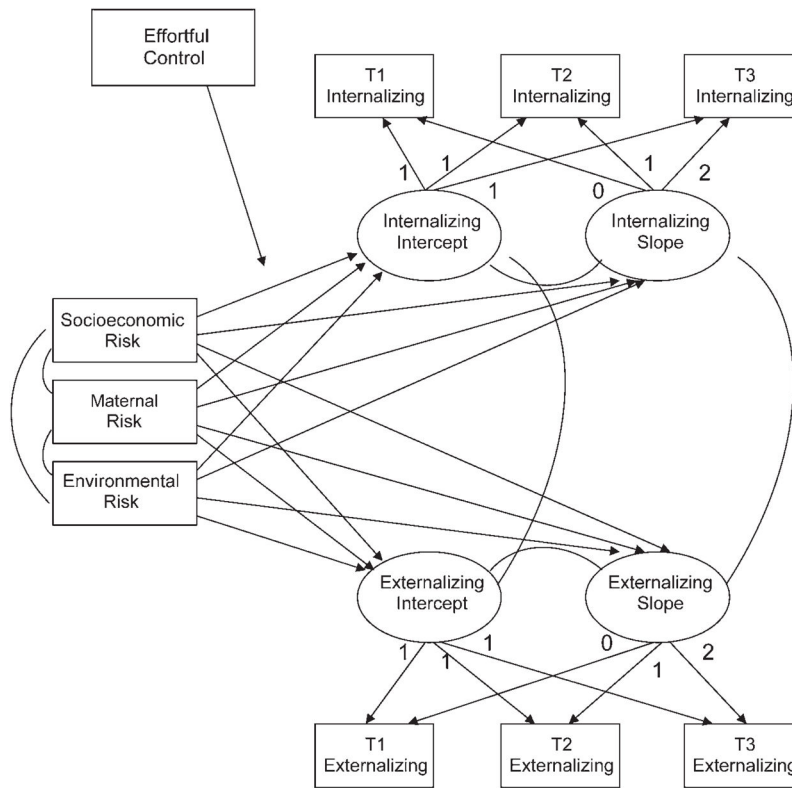 Effortful
Control
T1
Internalizing
T2
Internalizing
T3
Internalizing
1
1
1
0
1
2
Internalizing
Intercept
Internalizing
Slope
Socioeconomic
Risk
Maternal
Risk
Environmental
Risk
Externalizing
Intercept
Externalizing
Slope
1
1
1
0
1
2
T1
Externalizing
T2
Externalizing
T3
Externalizing